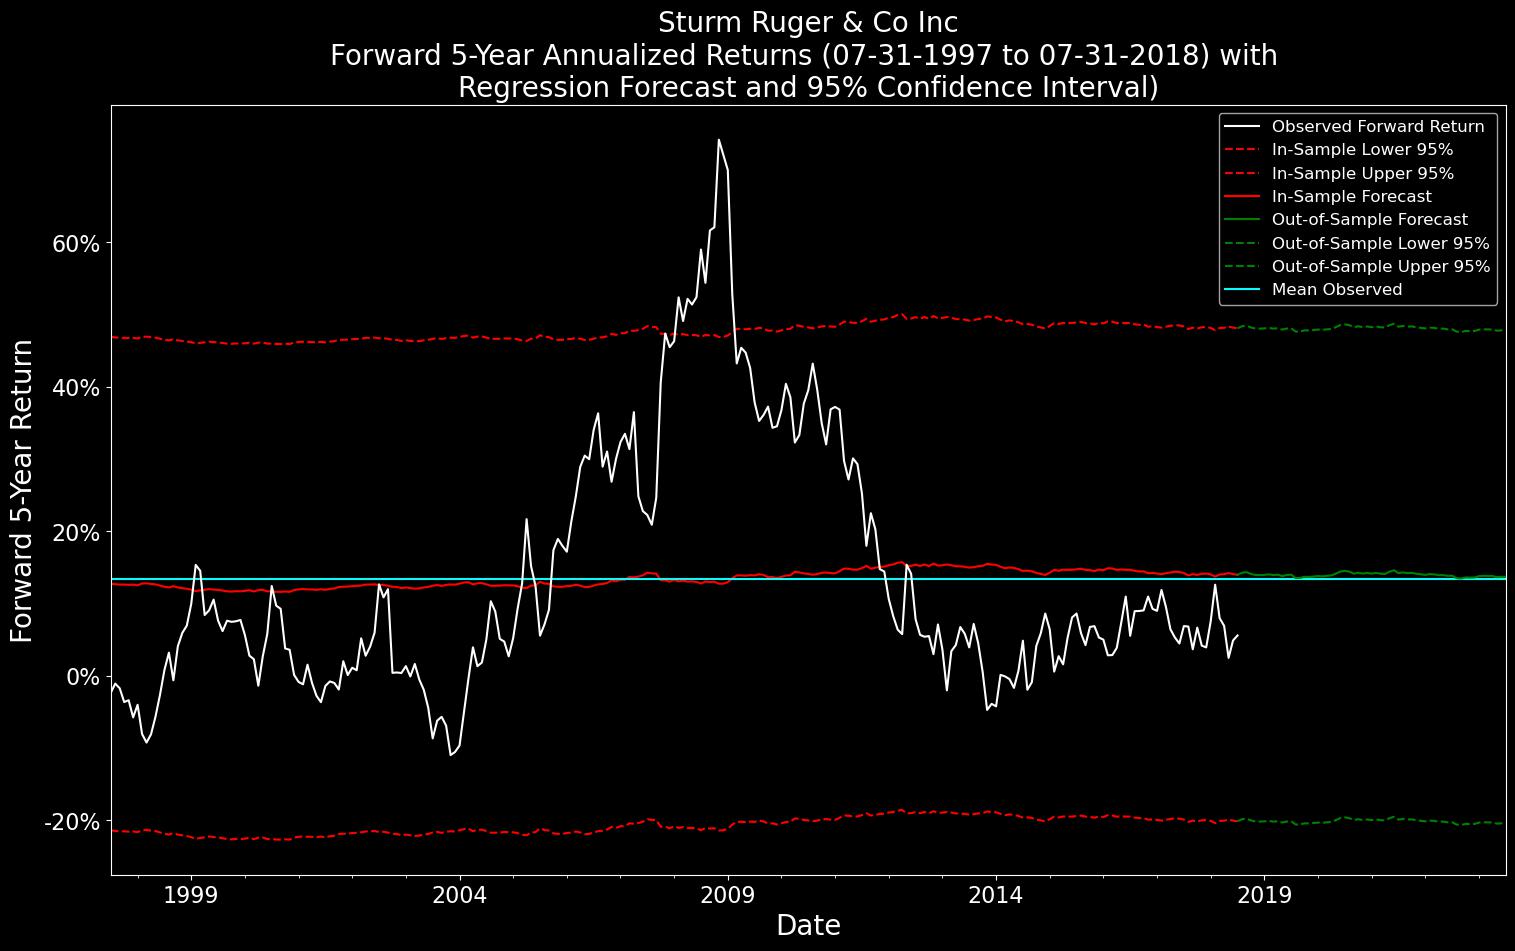 Sturm Ruger & Co Inc
Forward 5-Year Annualized Returns (07-31-1997 to 07-31-2018) with
Regression Forecast and 95% Confidence Interval)
Observed Forward Return
In-Sample Lower 95%
In-Sample Upper 95%
In-Sample Forecast
Out-of-Sample Forecast
Out-of-Sample Lower 95%
Out-of-Sample Upper 95%
Mean Observed
Forward 5-Year Return
60%
40%
20%
0%
-20%
1999 2004 2009 2014 2019
Date